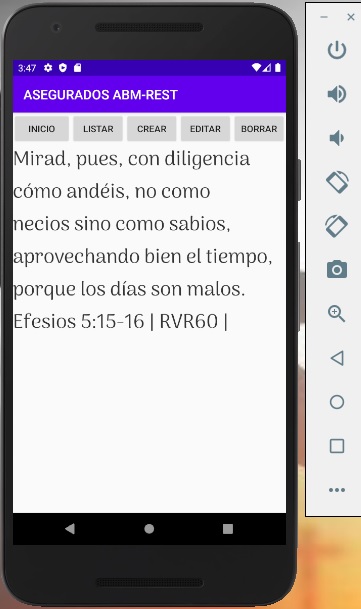 3:47
ASEGURADOS ABM-REST
INICIO LISTAR CREAR EDITAR BORRAR
Mirad, pues, con diligencia
cómo andéis, no como
necios sino como sabios,
aprovechando bien el tiempo,
porque los días son malos.
Efesios 5:15-16 | RVR60 |